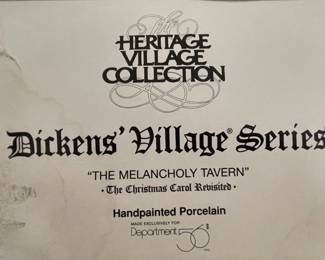 The
HERITAGE
VILLAGE
COLLECTION
Dickens' Village® Series
"THE MELANCHOLY TAVERN"
• The Christmas Carol Revisited •
Handpainted Porcelain
MADE EXCLUSIVELY FOR
Department 56®